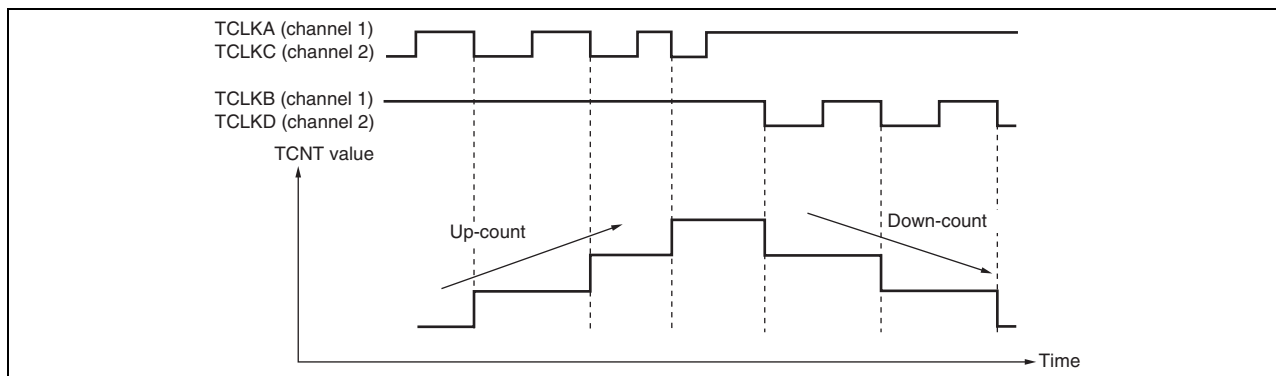 TCLKA (channel 1)
TCLKC (channel 2)
TCLKB (channel 1)
TCLKD (channel 2)
TCNT value
Up-count
Down-count
Time